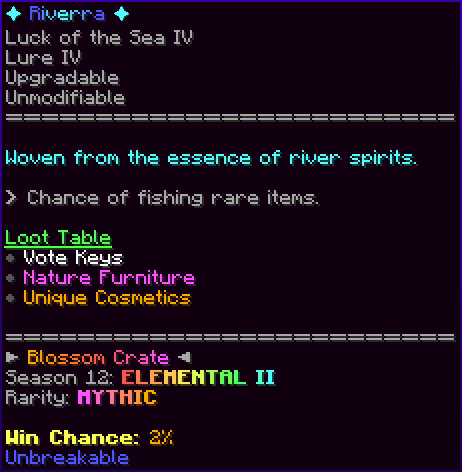 ✦ Riverra ✦
Luck of the Sea IV
Lure IV
Upgradable
Unmodifiable
==================================
Woven from the essence of river spirits.
> Chance of fishing rare items.
Loot Table
• Vote Keys
• Nature Furniture
• Unique Cosmetics
==================================
► Blossom Crate ◄
Season 12: ELEMENTAL II
Rarity: MYTHIC
Win Chance: 2%
Unbreakable